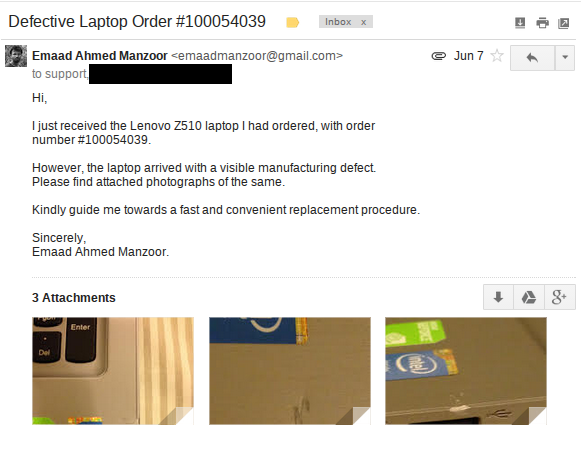 Defective Laptop Order #100054039
Inbox x
Emaad Ahmed Manzoor <emaadmanzoor@gmail.com>
Jun 7
to support,
Hi,
I just received the Lenovo Z510 laptop I had ordered, with order
number #100054039.
However, the laptop arrived with a visible manufacturing defect.
Please find attached photographs of the same.
Kindly guide me towards a fast and convenient replacement procedure.
Sincerely,
Emaad Ahmed Manzoor.
3 Attachments
g+
PgDn
Enter
Del
intel